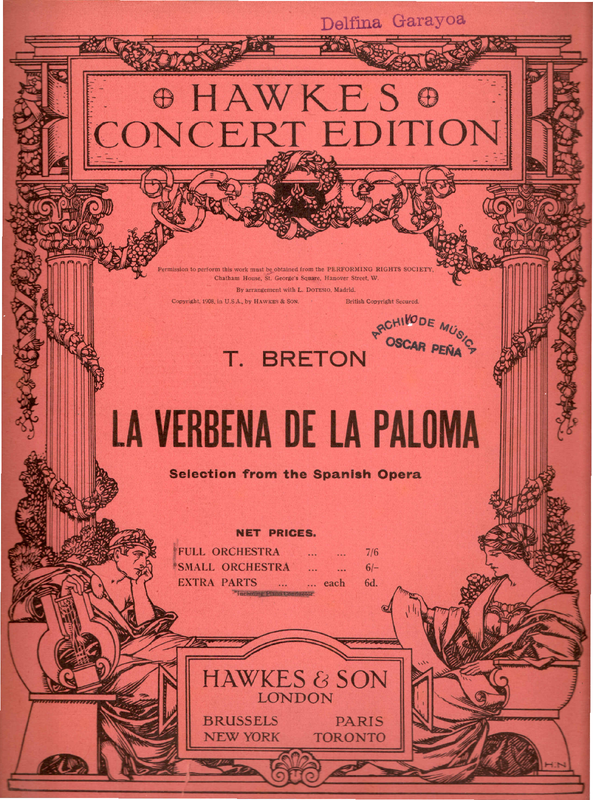 Delfina Garayoa
HAWKES
CONCERT EDITION
Permission to perform this work must be obtained from the PERFORMING RIGHTS SOCIETY,
Chatham House, St. George's Square, Hanover Street, W.
By arrangement with L. DOTESIO, Madrid.
Copyright, 1909, in U.S.A., by HAWKES & SON. British Copyright Secured.
ARCHIVO DE MÚSICA
OSCAR PEÑA
T. BRETON
LA VERBENA DE LA PALOMA
Selection from the Spanish Opera
NET PRICES.
FULL ORCHESTRA ... ... 7/6
SMALL ORCHESTRA ... ... 6/-
EXTRA PARTS ... ... each 6d.
HAWKES & SON
LONDON
BRUSSELS PARIS
NEW YORK TORONTO
H.N